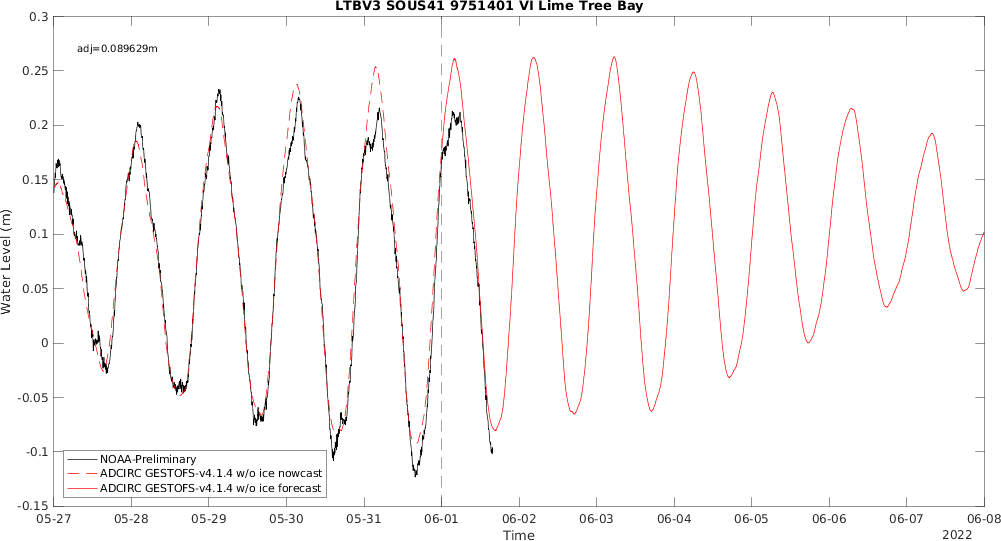 LTBV3 SOUS41 9751401 VI Lime Tree Bay
adj=0.089629m
0.3
0.25
0.2
0.15
0.1
0.05
0
-0.05
-0.1
-0.15
Water Level (m)
NOAA-Preliminary
ADCIRC GESTOFS-v4.1.4 w/o ice nowcast
ADCIRC GESTOFS-v4.1.4 w/o ice forecast
05-27 05-28 05-29 05-30 05-31 06-01 06-02 06-03 06-04 06-05 06-06 06-07 06-08
Time
2022